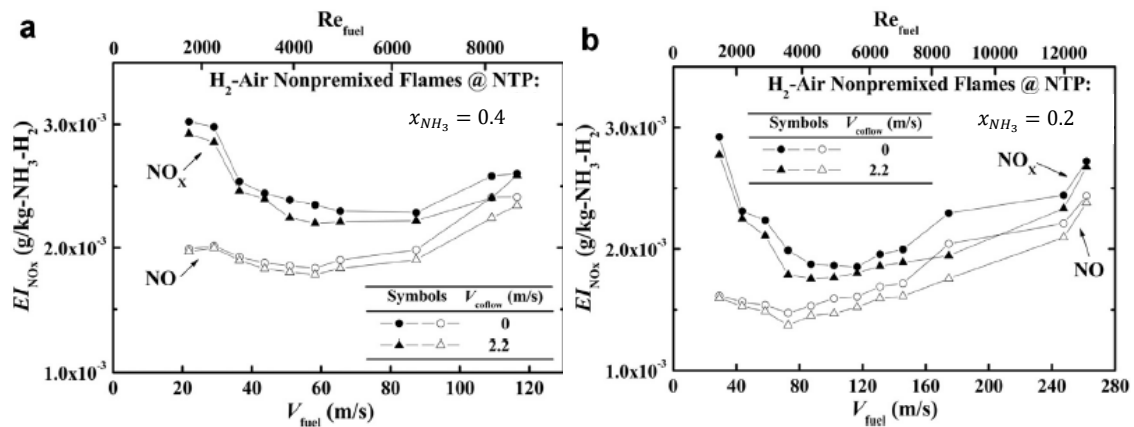 a
Re_fuel
0 2000 4000 6000 8000
H₂-Air Nonpremixed Flames @ NTP:
x_NH₃ = 0.4
EI_NOx (g/kg-NH₃-H₂)
3.0x10⁻³
2.0x10⁻³
1.0x10⁻³
NO_X
NO
Symbols V_coflow (m/s)
0
2.2
0 20 40 60 80 100 120
V_fuel (m/s)
b
Re_fuel
0 2000 4000 6000 8000 10000 12000
H₂-Air Nonpremixed Flames @ NTP:
x_NH₃ = 0.2
Symbols V_coflow (m/s)
0
2.2
EI_NOx (g/kg-NH₃-H₂)
3.0x10⁻³
2.0x10⁻³
1.0x10⁻³
NO_X
NO
0 40 80 120 160 200 240 280
V_fuel (m/s)